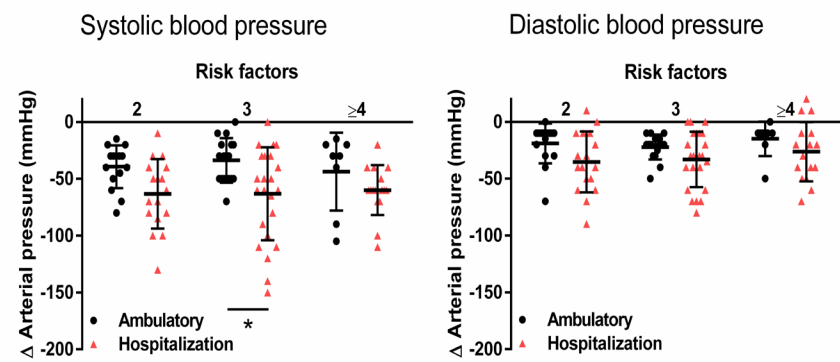 Systolic blood pressure
Risk factors
2 3 ≥4
Δ Arterial pressure (mmHg)
0
-50
-100
-150
-200
*
Ambulatory
Hospitalization
Diastolic blood pressure
Risk factors
2 3 ≥4
Δ Arterial pressure (mmHg)
0
-50
-100
-150
-200
Ambulatory
Hospitalization